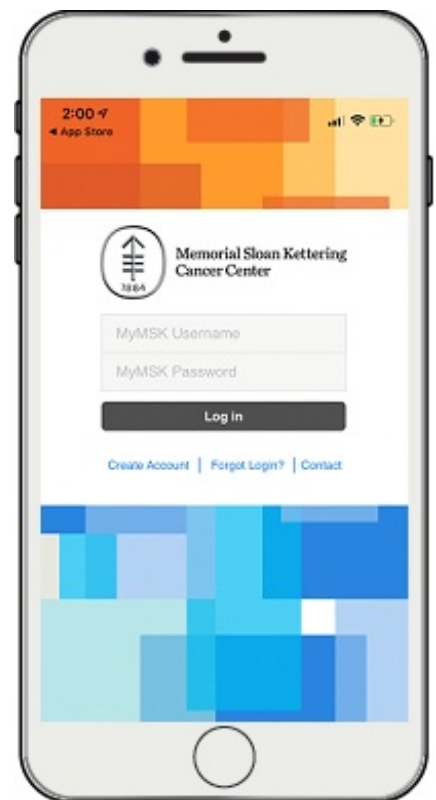 2:00
◀ App Store
Memorial Sloan Kettering
Cancer Center
1884
MyMSK Username
MyMSK Password
Log in
Create Account | Forgot Login? | Contact